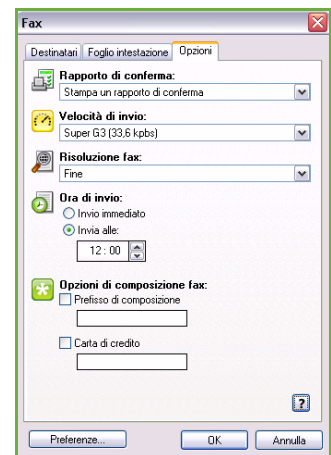 Fax
Destinatari Foglio intestazione Opzioni
Rapporto di conferma:
Stampa un rapporto di conferma
Velocità di invio:
Super G3 (33,6 kpbs)
Risoluzione fax:
Fine
Ora di invio:
Invio immediato
Invia alle:
12 : 00
Opzioni di composizione fax:
Prefisso di composizione
Carta di credito
?
Preferenze... OK Annulla